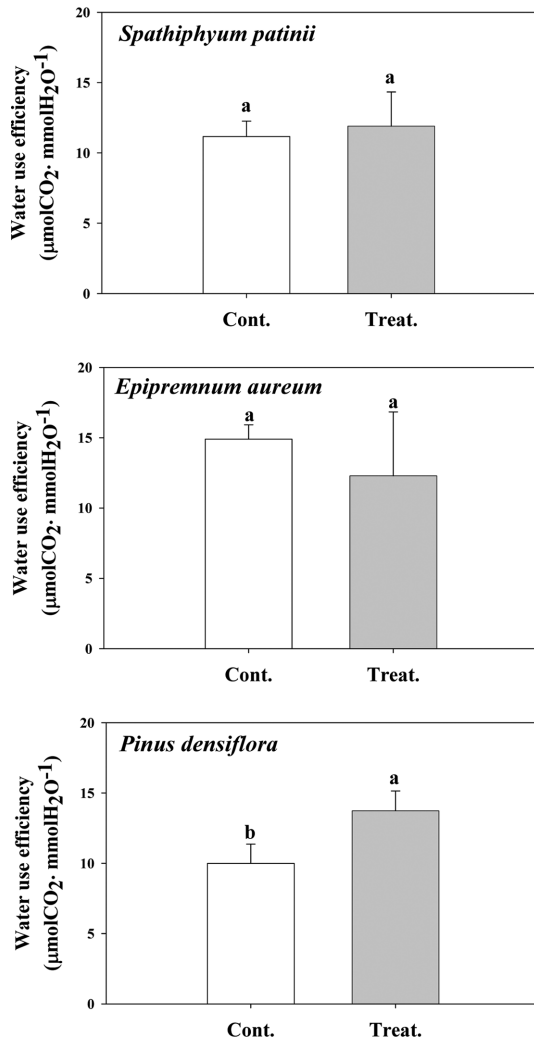 Spathiphyum patinii
Water use efficiency
(μmolCO2· mmolH2O-1)
20
15
10
5
0
a
a
Cont.
Treat.
Epipremnum aureum
Water use efficiency
(μmolCO2· mmolH2O-1)
20
15
10
5
0
a
a
Cont.
Treat.
Pinus densiflora
Water use efficiency
(μmolCO2· mmolH2O-1)
20
15
10
5
0
b
a
Cont.
Treat.